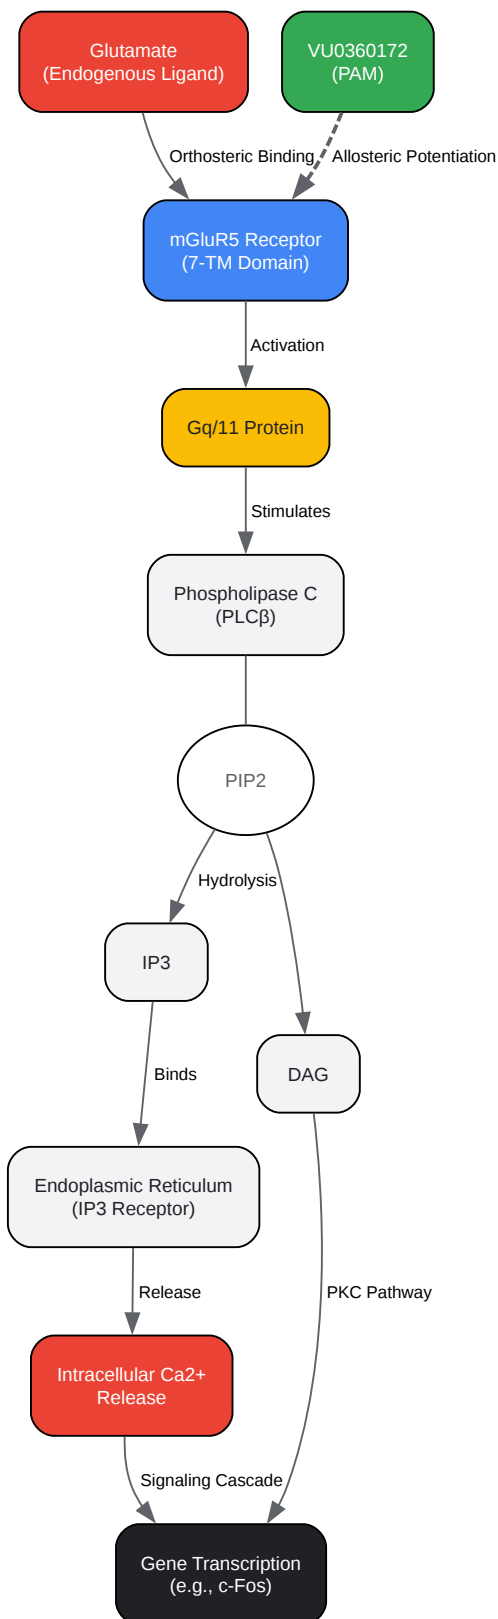 Glutamate
(Endogenous Ligand)
VU0360172
(PAM)
Orthosteric Binding
Allosteric Potentiation
mGluR5 Receptor
(7-TM Domain)
Activation
Gq/11 Protein
Stimulates
Phospholipase C
(PLCβ)
PIP2
Hydrolysis
IP3
Binds
DAG
Endoplasmic Reticulum
(IP3 Receptor)
Release
PKC Pathway
Intracellular Ca2+
Release
Signaling Cascade
Gene Transcription
(e.g., c-Fos)